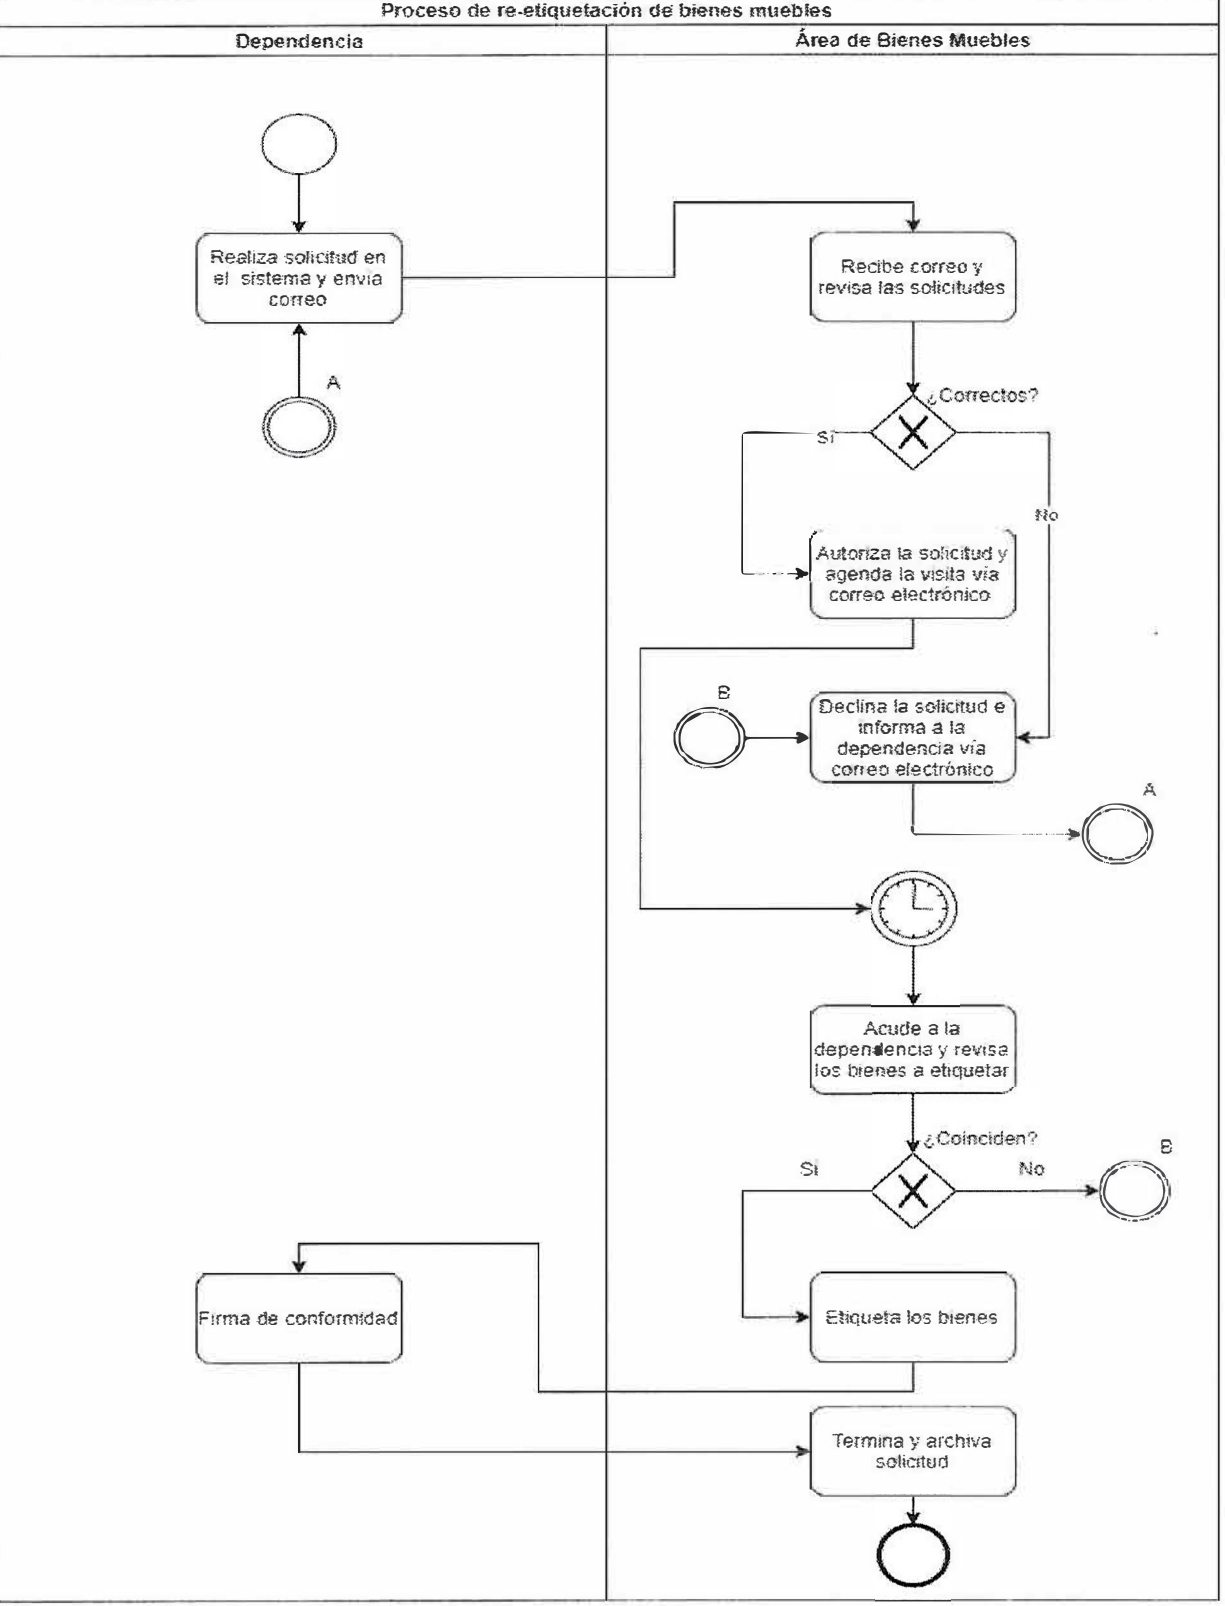 Proceso de re-etiquetación de bienes muebles
Dependencia
Área de Bienes Muebles
Realiza solicitud en
el sistema y envía
correo
A
Recibe correo y
revisa las solicitudes
¿Correctos?
Sí
No
Autoriza la solicitud y
agenda la visita vía
correo electrónico
B
Declina la solicitud e
informa a la
dependencia vía
correo electrónico
A
Acude a la
dependencia y revisa
los bienes a etiquetar
¿Coinciden?
Sí
No
B
Firma de conformidad
Etiqueta los bienes
Termina y archiva
solicitud